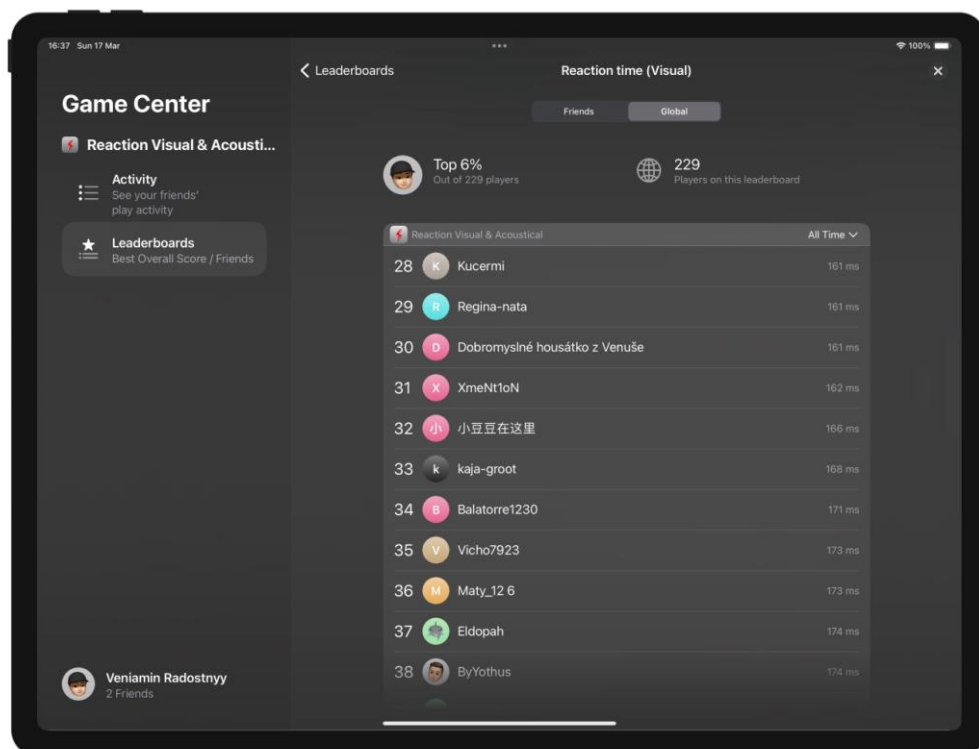 16:37 Sun 17 Mar
100%
Game Center
Reaction Visual & Acousti...
Activity
See your friends'
play activity
Leaderboards
Best Overall Score / Friends
Veniamin Radostnyy
2 Friends
Leaderboards
Reaction time (Visual)
Friends
Global
Top 6%
Out of 229 players
229
Players on this leaderboard
Reaction Visual & Acoustical
All Time
28 K Kucermi 161 ms
29 R Regina-nata 161 ms
30 D Dobromyslné housátko z Venuše 161 ms
31 X XmeNt1oN 162 ms
32 小 小豆豆在这里 166 ms
33 k kaja-groot 168 ms
34 B Balatorre1230 171 ms
35 V Vicho7923 173 ms
36 M Maty_12 6 173 ms
37 Eldopah 174 ms
38 ByYothus 174 ms